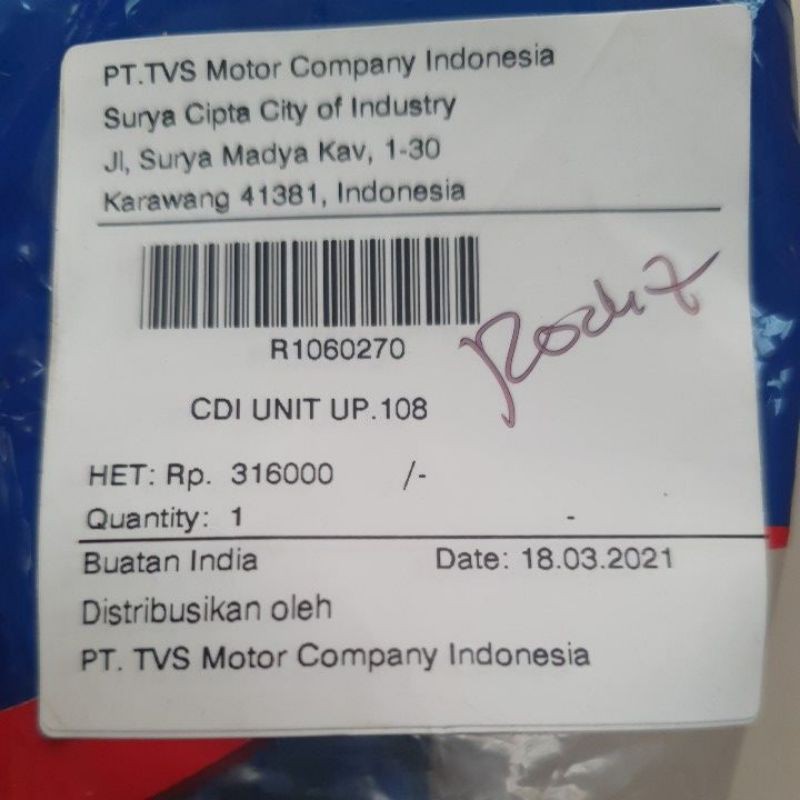 PT.TVS Motor Company Indonesia
Surya Cipta City of Industry
Jl, Surya Madya Kav, 1-30
Karawang 41381, Indonesia
R1060270
CDI UNIT UP.108
HET: Rp. 316000 /-
Quantity: 1 -
Buatan India Date: 18.03.2021
Distribusikan oleh
PT. TVS Motor Company Indonesia